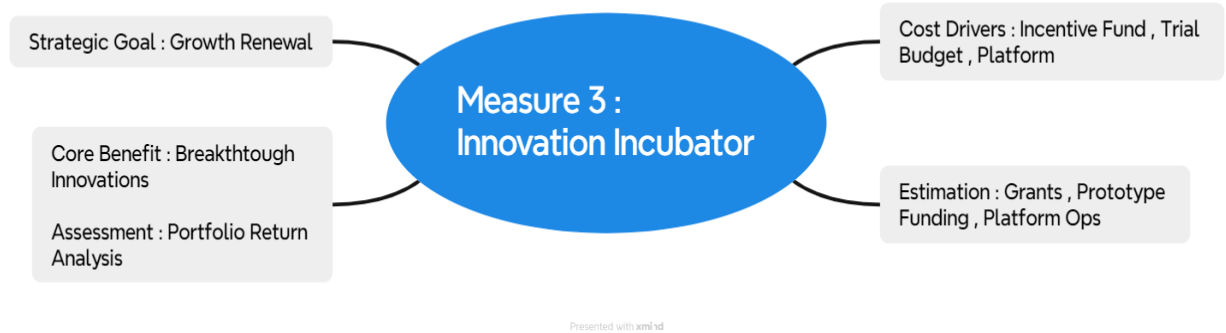 Strategic Goal : Growth Renewal
Core Benefit : Breakthtough
Innovations
Assessment : Portfolio Return
Analysis
Measure 3 :
Innovation Incubator
Cost Drivers : Incentive Fund , Trial
Budget , Platform
Estimation : Grants , Prototype
Funding , Platform Ops
Presented with xmind